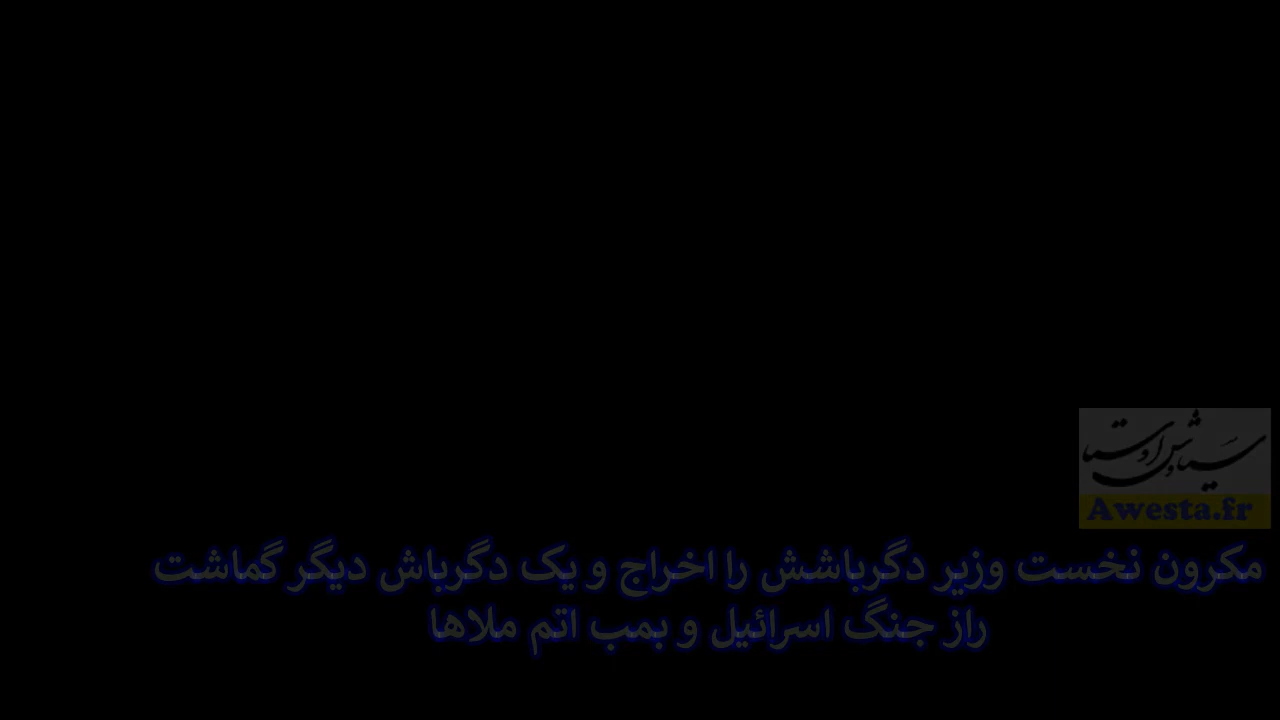 سیاوش اوستا
Awesta.fr
مکرون نخست وزیر دگرباشش را اخراج و یک دگرباش دیگر گماشت
راز جنگ اسرائیل و بمب اتم ملاها